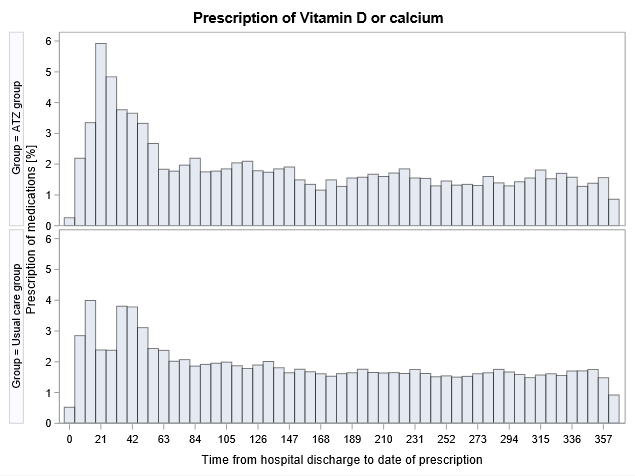 Prescription of Vitamin D or calcium
Prescription of medications [%]
Group = ATZ group
6
5
4
3
2
1
0
Group = Usual care group
6
5
4
3
2
1
0
0 21 42 63 84 105 126 147 168 189 210 231 252 273 294 315 336 357
Time from hospital discharge to date of prescription